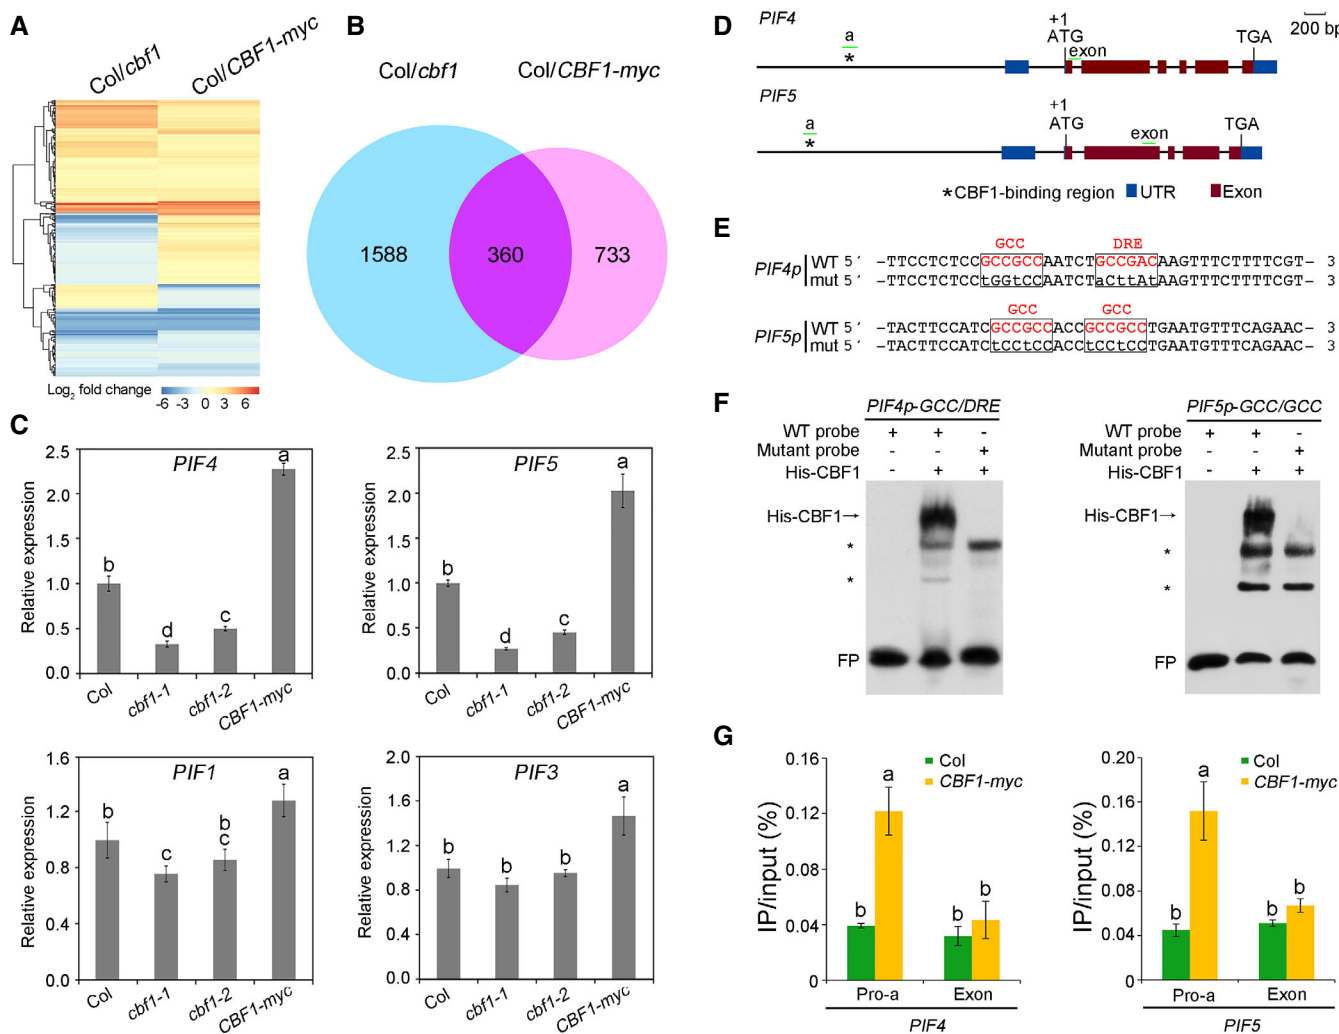 A
Col/cbf1
Col/CBF1-myc
Log2 fold change
-6 -3 0 3 6
B
Col/cbf1
Col/CBF1-myc
1588
360
733
C
PIF4
Relative expression
2.5
2.0
1.5
1.0
0.5
0.0
b
d
c
a
Col
cbf1-1
cbf1-2
CBF1-myc
PIF5
Relative expression
2.5
2.0
1.5
1.0
0.5
0.0
b
d
c
a
Col
cbf1-1
cbf1-2
CBF1-myc
PIF1
Relative expression
1.6
1.2
0.8
0.4
0.0
b
c
b
c
a
Col
cbf1-1
cbf1-2
CBF1-myc
PIF3
Relative expression
2.0
1.6
1.2
0.8
0.4
0.0
b
b
b
a
Col
cbf1-1
cbf1-2
CBF1-myc
D
PIF4
a
*
+1
ATG
exon
TGA
200 bp
PIF5
a
*
+1
ATG
exon
TGA
*CBF1-binding region
UTR
Exon
E
GCC DRE
PIF4p
WT 5′ -TTCCTCTCCGCCGCCAATCTGCCGACAAGTTTCTTTTCGT- 3
mut 5′ -TTCCTCTCCtGGtCCAATCTacttAtAAGTTTCTTTTCGT- 3
GCC GCC
PIF5p
WT 5′ -TACTTCCATCGCCGCCACCGCCGCCTGAATGTTTCAGAAC- 3
mut 5′ -TACTTCCATCtCCtCCACCtCCtCCTGAATGTTTCAGAAC- 3
F
PIF4p-GCC/DRE
WT probe + + -
Mutant probe - - +
His-CBF1 - + +
His-CBF1→
*
*
FP
PIF5p-GCC/GCC
WT probe + + -
Mutant probe - - +
His-CBF1 - + +
His-CBF1→
*
*
FP
G
IP/input (%)
0.16
0.12
0.08
0.04
0
Col
CBF1-myc
b
a
b
b
Pro-a
Exon
PIF4
IP/input (%)
0.20
0.16
0.12
0.08
0.04
0
Col
CBF1-myc
b
a
b
b
Pro-a
Exon
PIF5